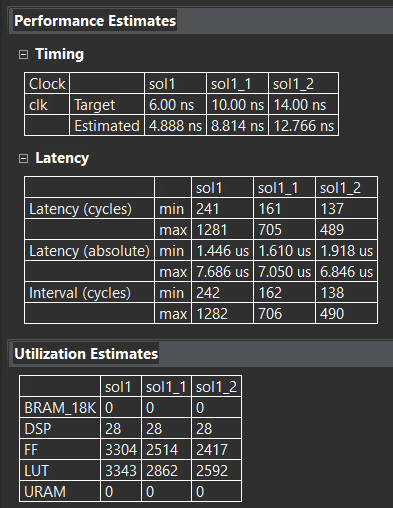 Performance Estimates
Timing
Clock sol1 sol1_1 sol1_2
clk Target 6.00 ns 10.00 ns 14.00 ns
Estimated 4.888 ns 8.814 ns 12.766 ns
Latency
sol1 sol1_1 sol1_2
Latency (cycles) min 241 161 137
max 1281 705 489
Latency (absolute) min 1.446 us 1.610 us 1.918 us
max 7.686 us 7.050 us 6.846 us
Interval (cycles) min 242 162 138
max 1282 706 490
Utilization Estimates
sol1 sol1_1 sol1_2
BRAM_18K 0 0 0
DSP 28 28 28
FF 3304 2514 2417
LUT 3343 2862 2592
URAM 0 0 0